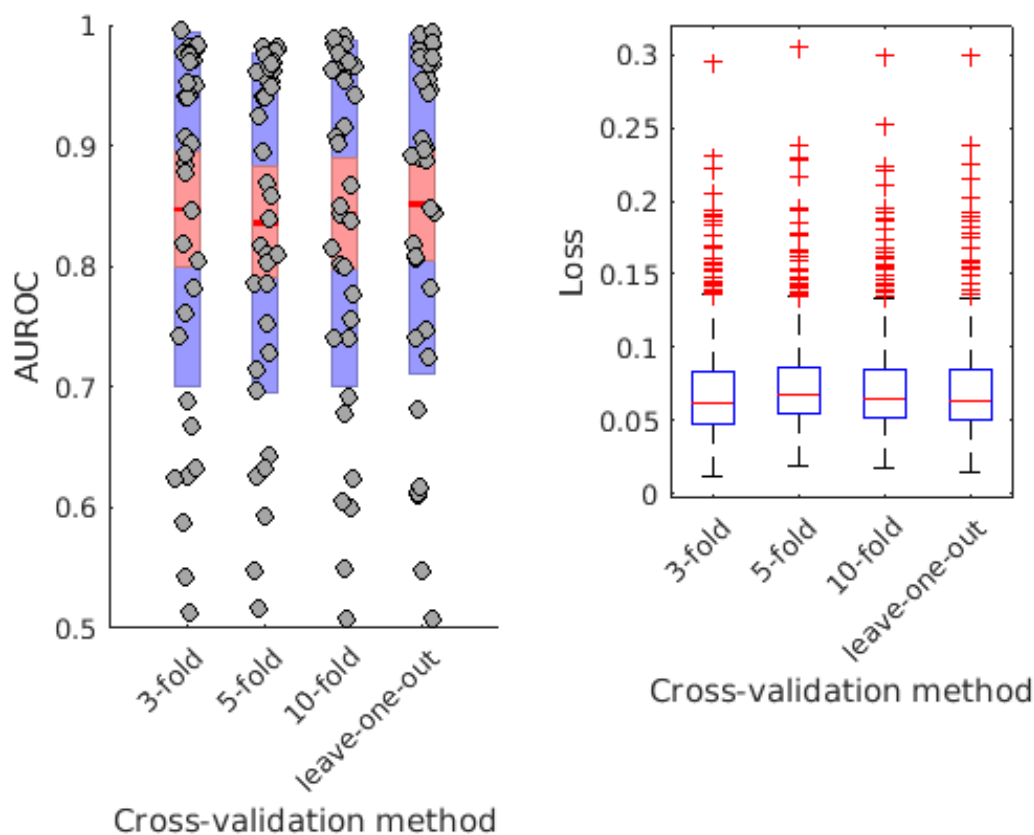 AUROC
1
0.9
0.8
0.7
0.6
0.5
3-fold
5-fold
10-fold
leave-one-out
Cross-validation method
Loss
0.3
0.25
0.2
0.15
0.1
0.05
0
3-fold
5-fold
10-fold
leave-one-out
Cross-validation method